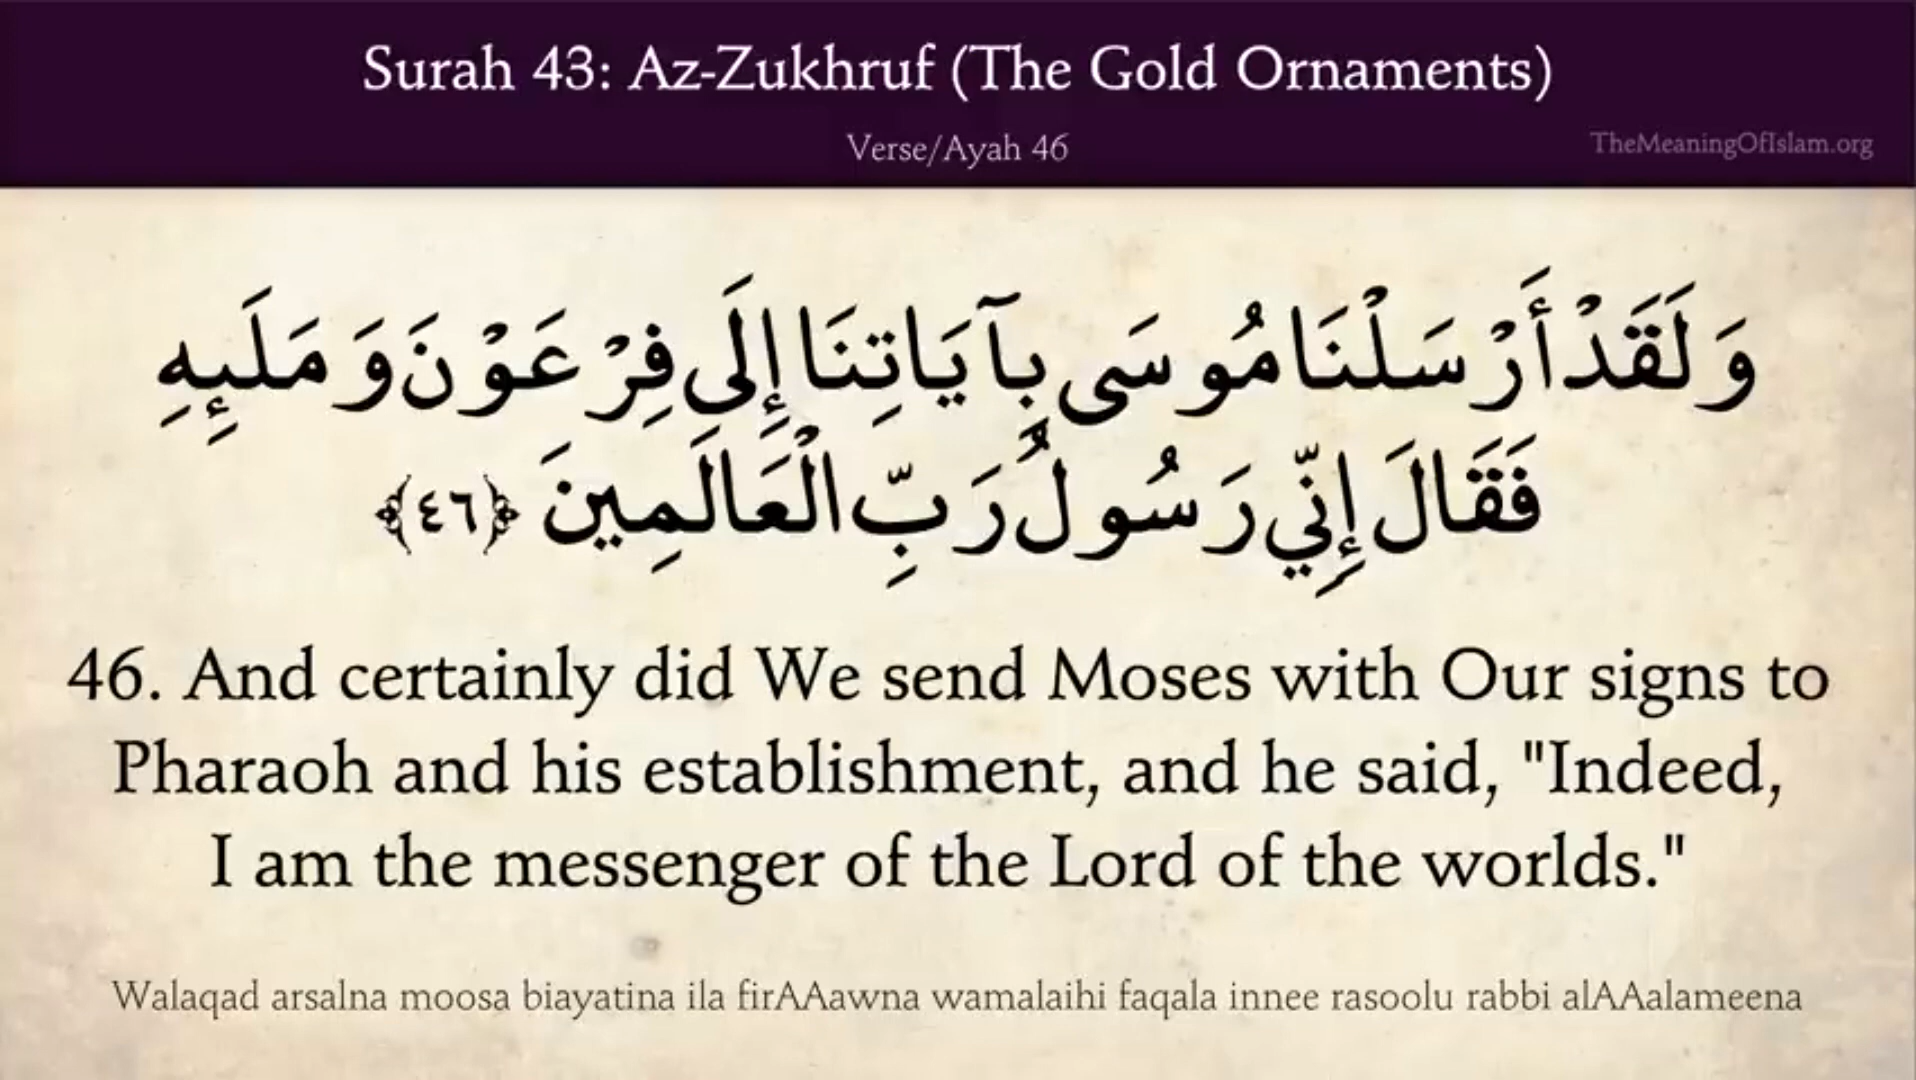 Surah 43: Az-Zukhruf (The Gold Ornaments)
Verse/Ayah 46
TheMeaningOfIslam.org
وَلَقَدْ أَرْسَلْنَا مُوسَى بِآيَاتِنَا إِلَى فِرْعَوْنَ وَمَلَئِهِ
فَقَالَ إِنِّي رَسُولُ رَبِّ الْعَالَمِينَ ﴿٤٦﴾
46. And certainly did We send Moses with Our signs to
Pharaoh and his establishment, and he said, "Indeed,
I am the messenger of the Lord of the worlds."
Walaqad arsalna moosa biayatina ila firAAawna wamalaihi faqala innee rasoolu rabbi alAAalameena